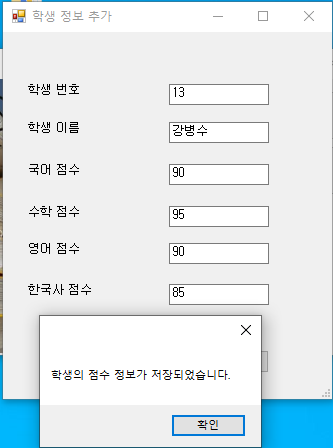 학생 정보 추가
학생 번호 13
학생 이름 강병수
국어 점수 90
수학 점수 95
영어 점수 90
한국사 점수 85
학생의 점수 정보가 저장되었습니다.
확인